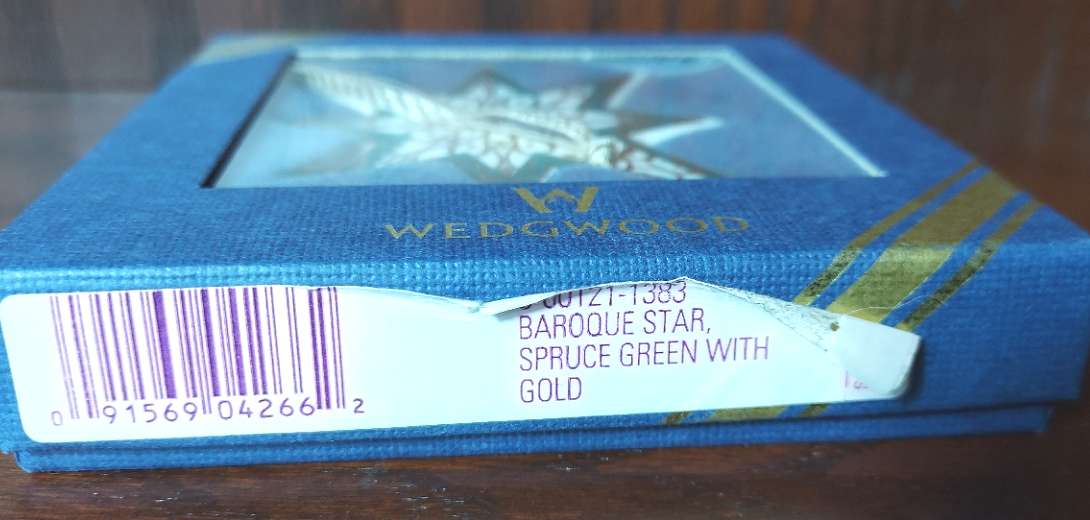 W
WEDGWOOD
00121-1383
BAROQUE STAR,
SPRUCE GREEN WITH
GOLD
0 91569 04266 2